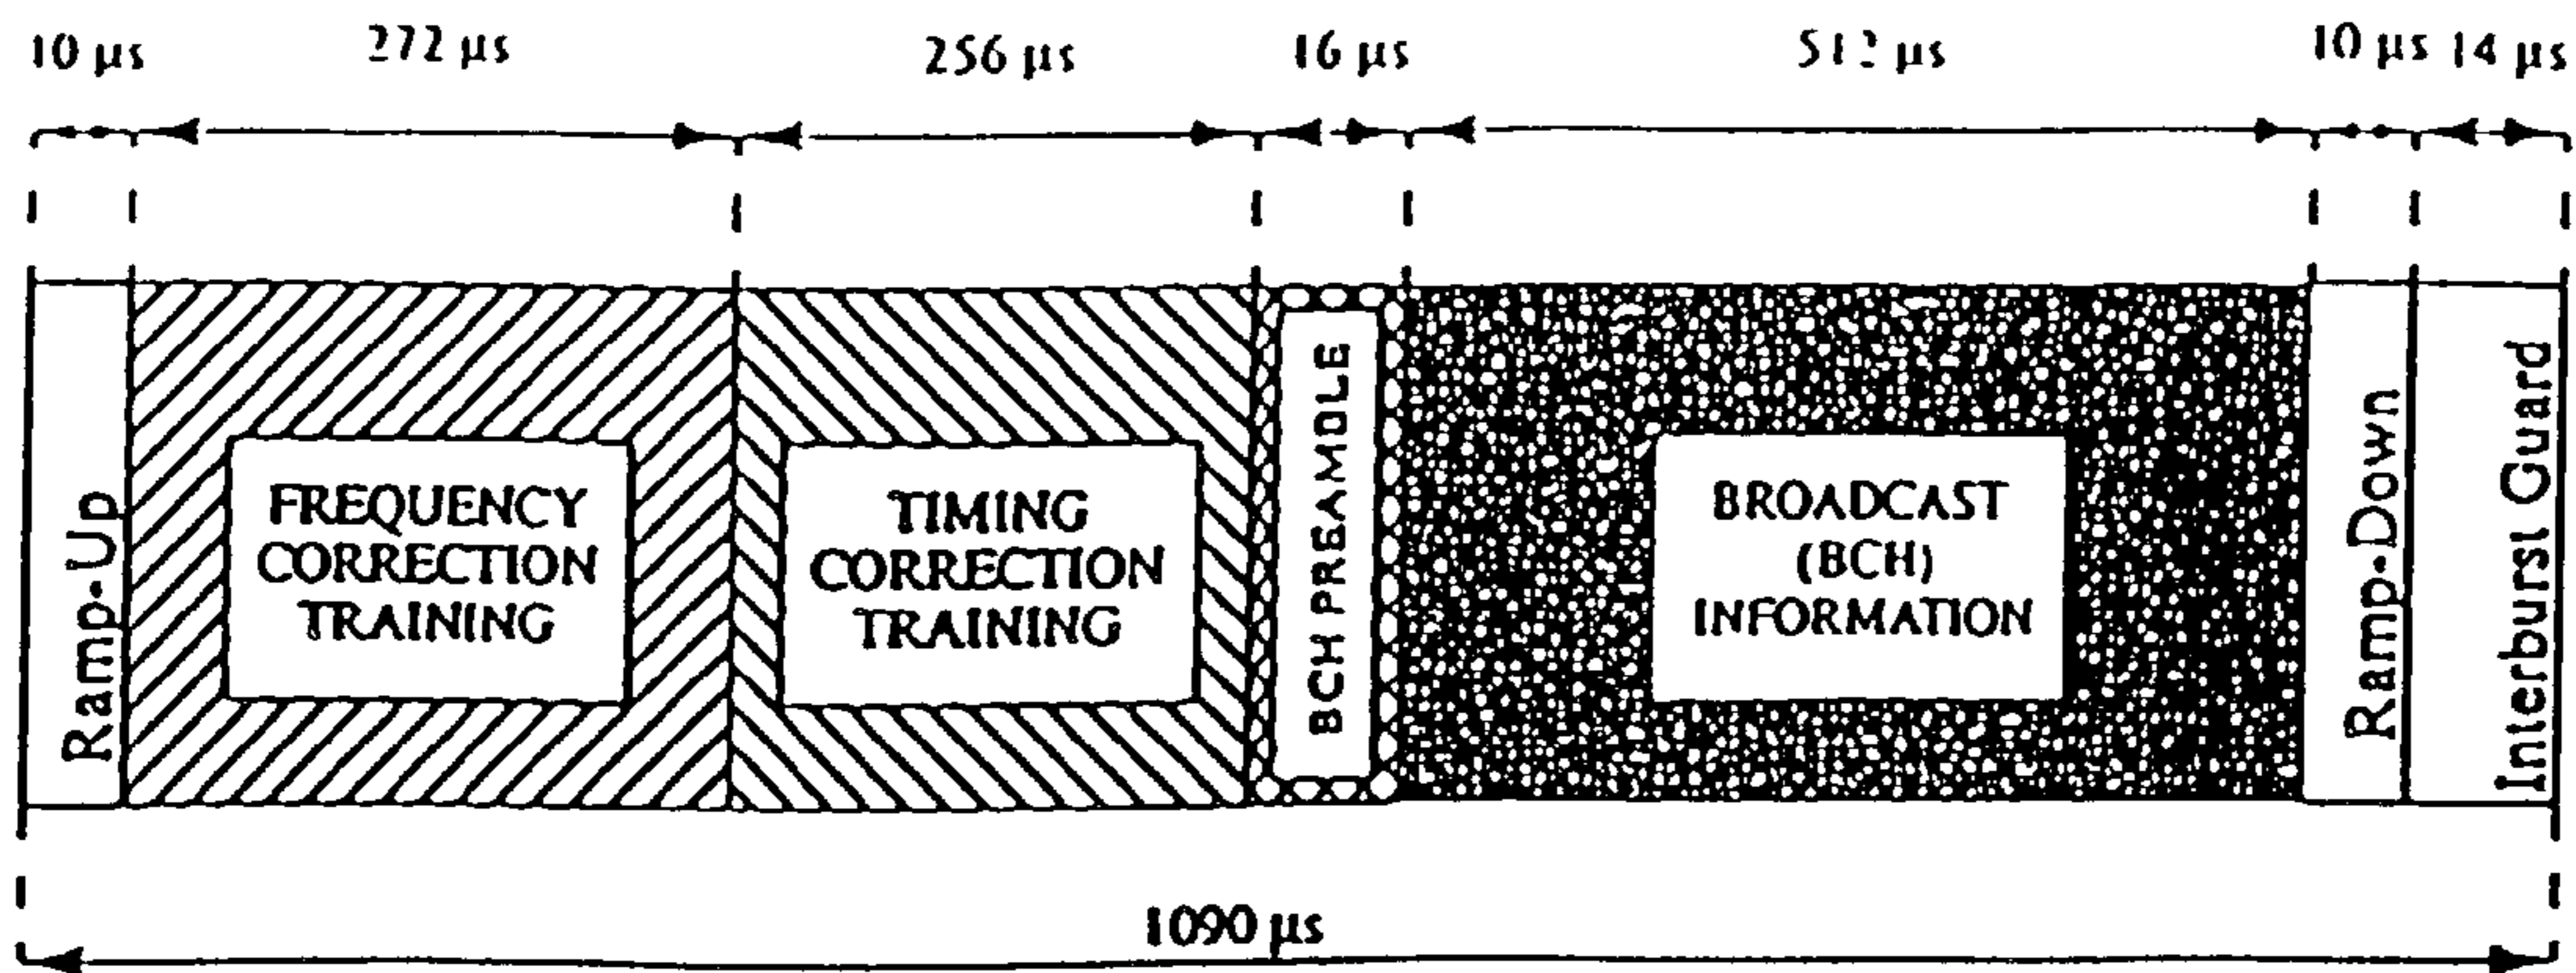 10 µs
272 µs
256 µs
16 µs
512 µs
10 µs
14 µs
Ramp-Up
FREQUENCY
CORRECTION
TRAINING
TIMING
CORRECTION
TRAINING
BCH PREAMOLE
BROADCAST
(BCH)
INFORMATION
Ramp-Down
Interburst Guard
1090 µs